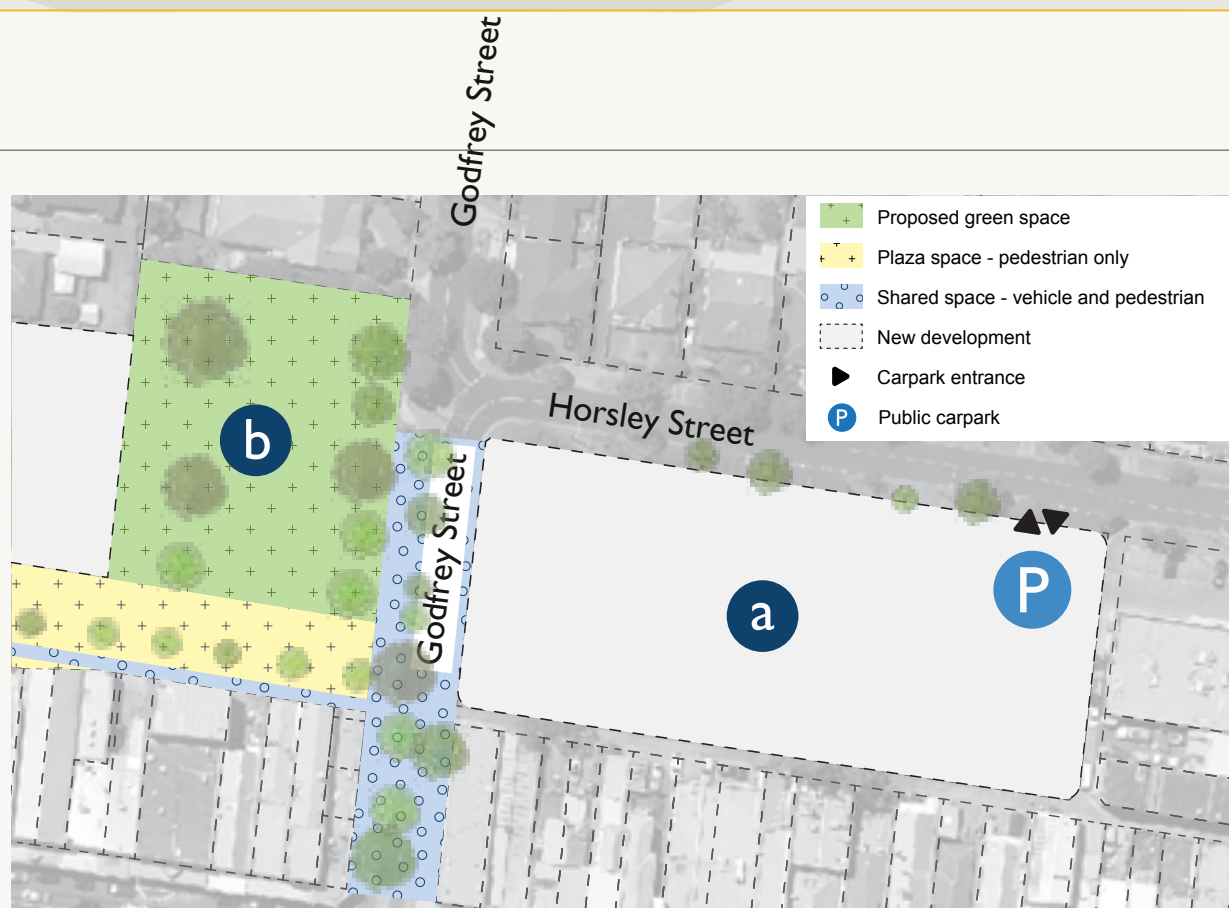 Godfrey Street
Proposed green space
Plaza space - pedestrian only
Shared space - vehicle and pedestrian
New development
Carpark entrance
P Public carpark
Horsley Street
b
Godfrey Street
a
P